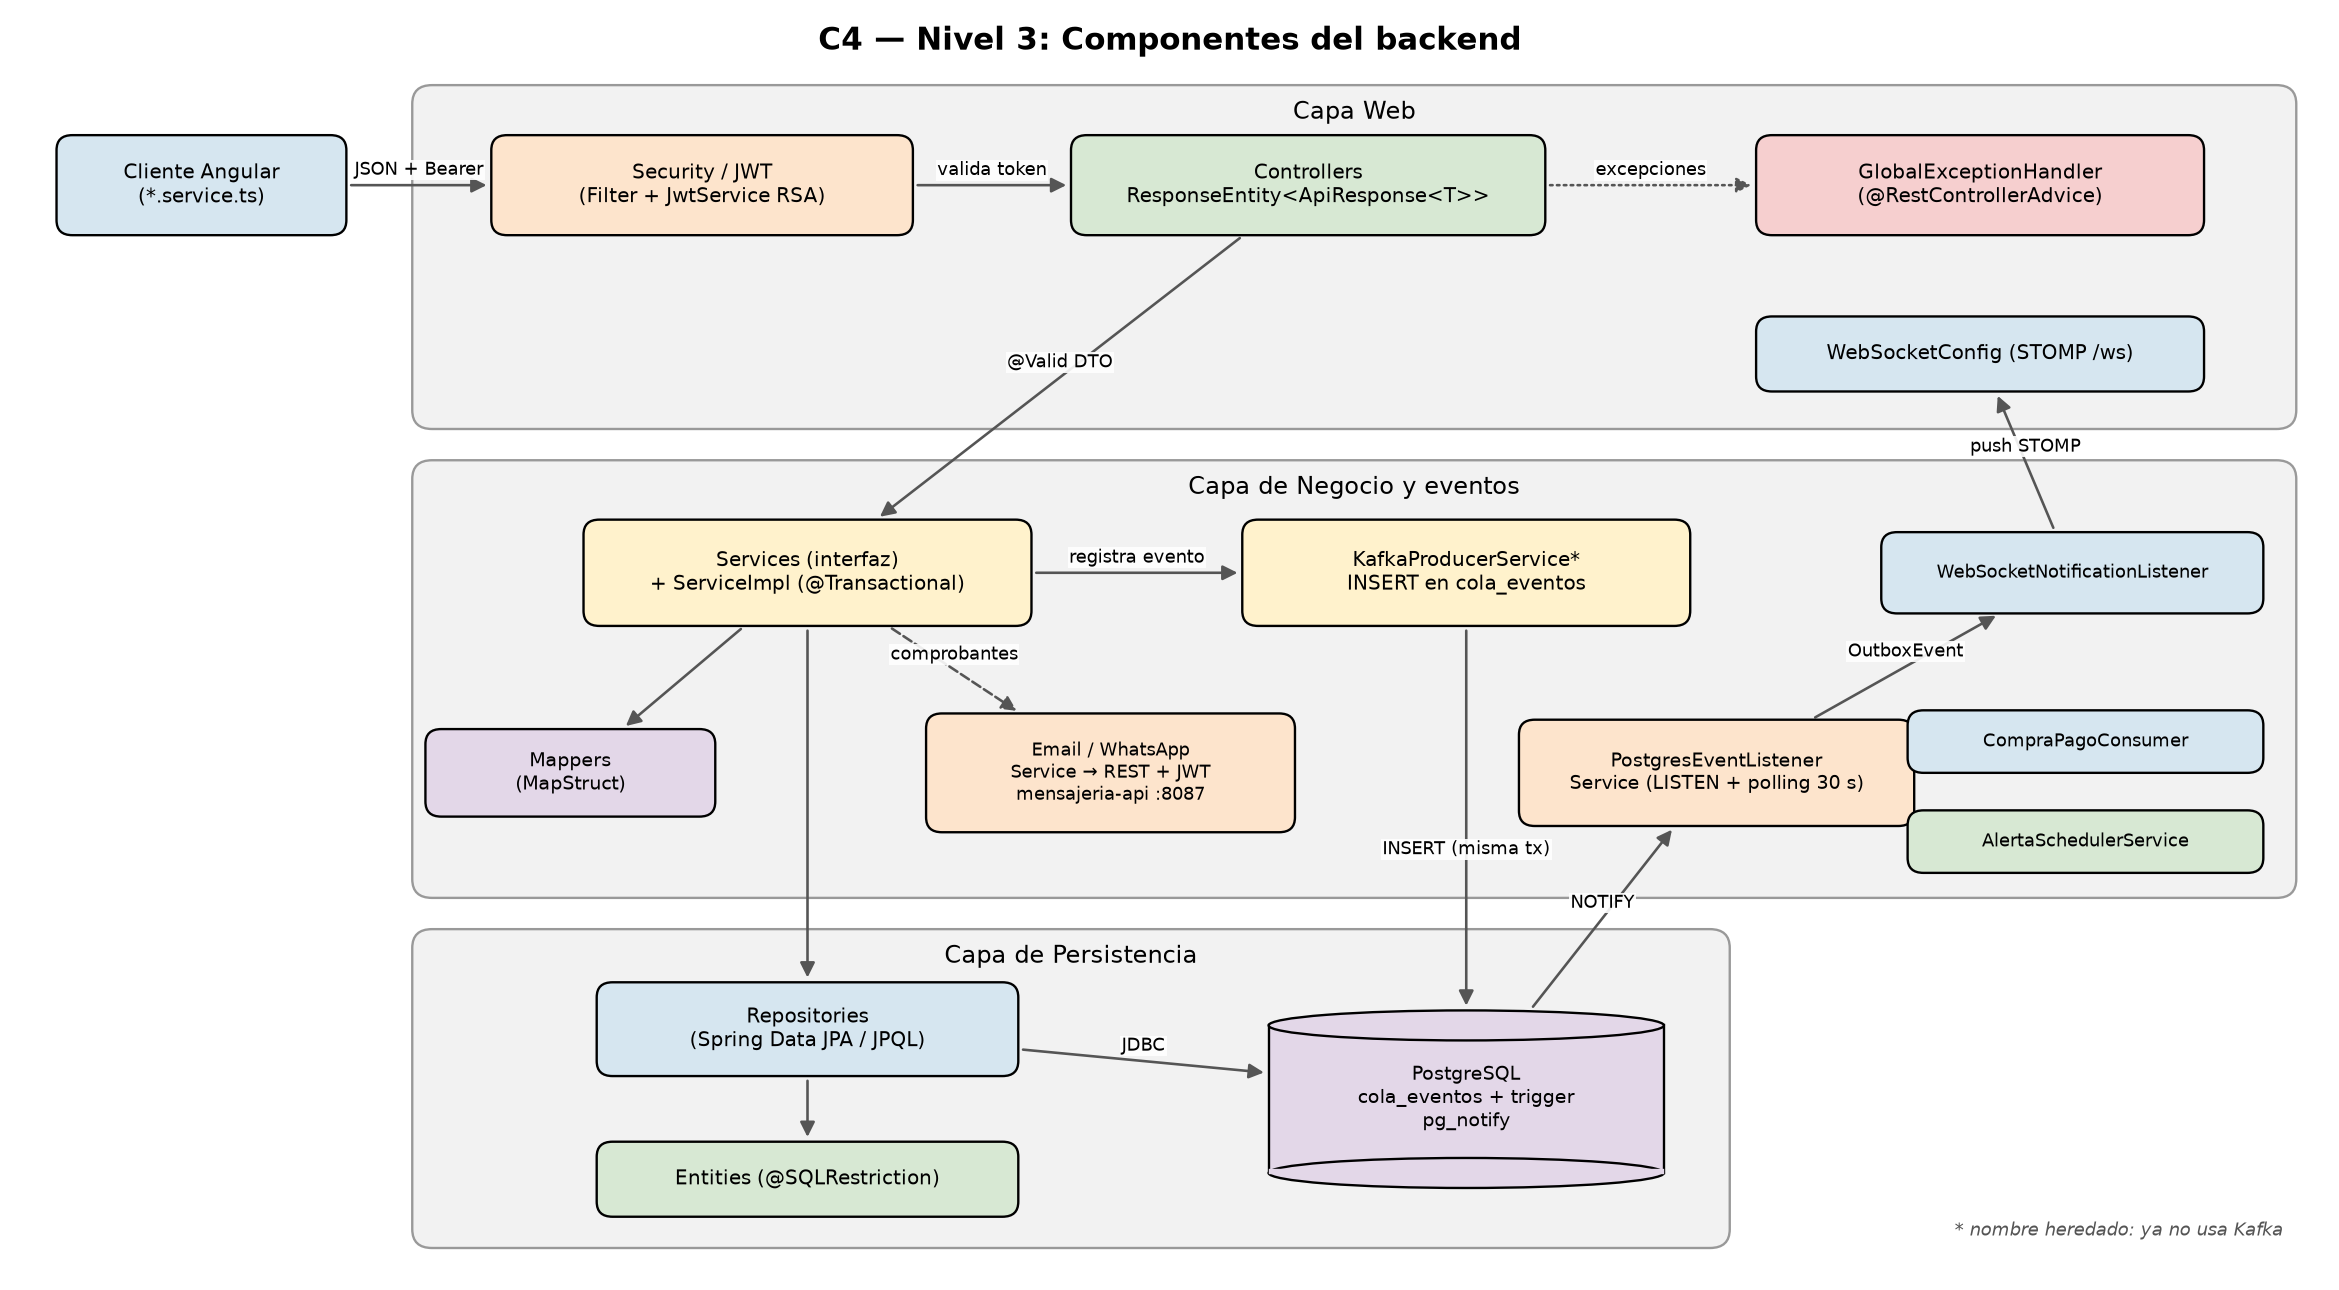 C4 — Nivel 3: Componentes del backend
Capa Web
Cliente Angular
(*.service.ts)
JSON + Bearer
Security / JWT
(Filter + JwtService RSA)
valida token
Controllers
ResponseEntity<ApiResponse<T>>
excepciones
GlobalExceptionHandler
(@RestControllerAdvice)
WebSocketConfig (STOMP /ws)
@Valid DTO
push STOMP
Capa de Negocio y eventos
Services (interfaz)
+ ServiceImpl (@Transactional)
registra evento
KafkaProducerService*
INSERT en cola_eventos
WebSocketNotificationListener
comprobantes
OutboxEvent
Mappers
(MapStruct)
Email / WhatsApp
Service → REST + JWT
mensajeria-api :8087
PostgresEventListener
Service (LISTEN + polling 30 s)
CompraPagoConsumer
AlertaSchedulerService
INSERT (misma tx)
NOTIFY
Capa de Persistencia
Repositories
(Spring Data JPA / JPQL)
JDBC
PostgreSQL
cola_eventos + trigger
pg_notify
Entities (@SQLRestriction)
* nombre heredado: ya no usa Kafka